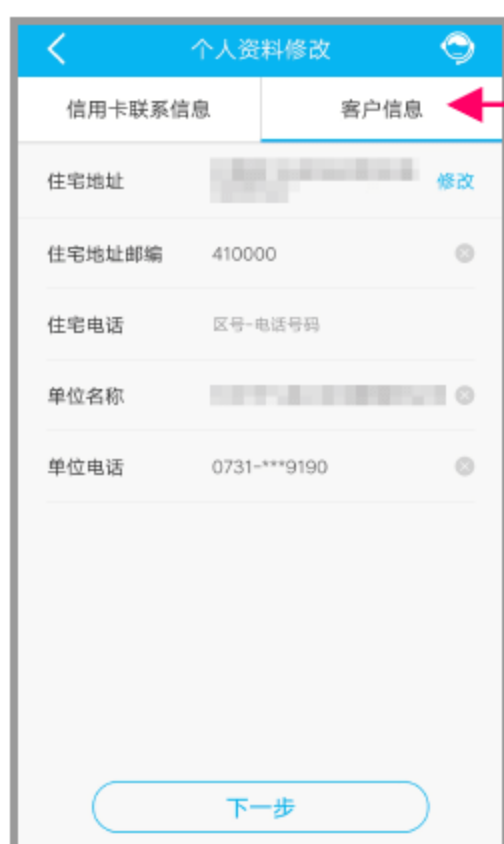 个人资料修改
信用卡联系信息 客户信息
住宅地址 修改
住宅地址邮编 410000
住宅电话 区号-电话号码
单位名称
单位电话 0731-***9190
下一步